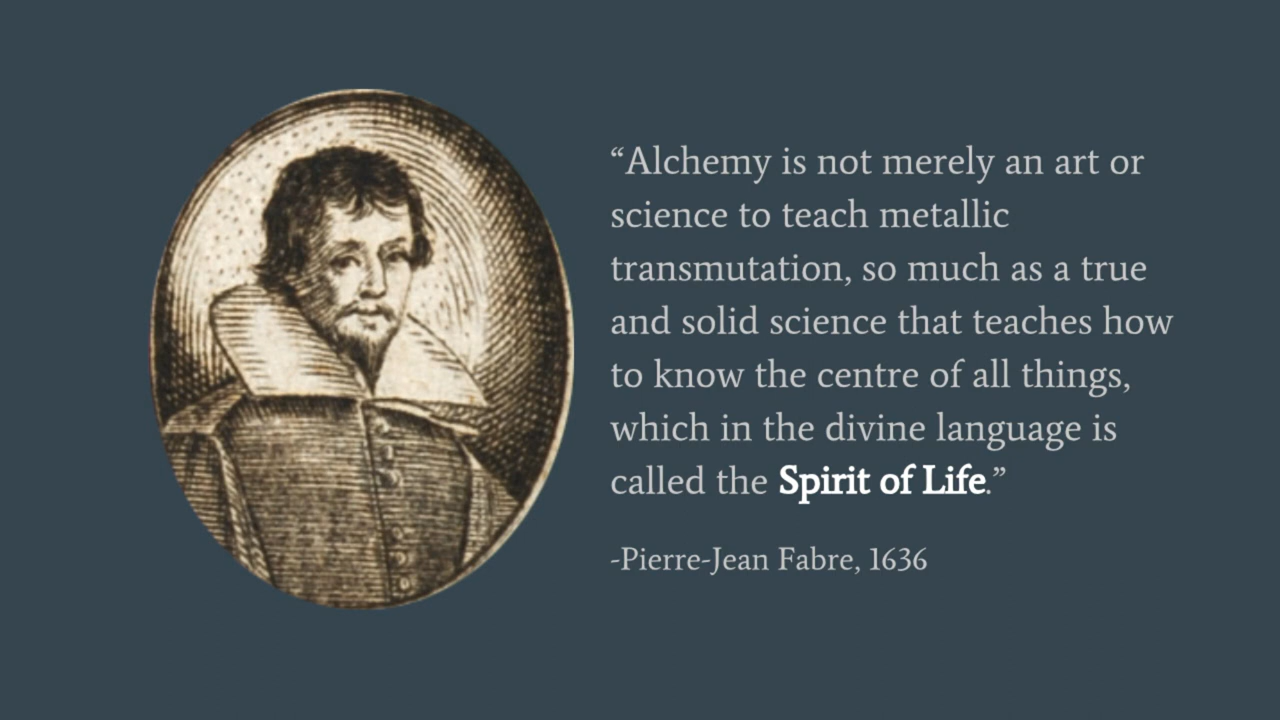 “Alchemy is not merely an art or
science to teach metallic
transmutation, so much as a true
and solid science that teaches how
to know the centre of all things,
which in the divine language is
called the Spirit of Life.”
-Pierre-Jean Fabre, 1636